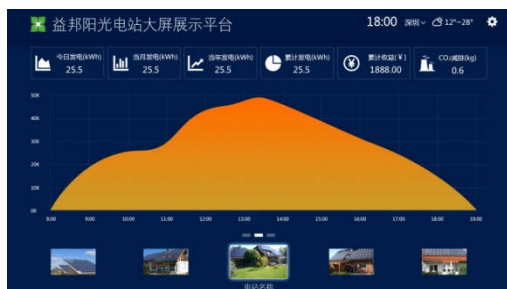 益邦阳光电站大屏展示平台
18:00 深圳 12°~28°
今日发电(kWh)
25.5
当月发电(kWh)
25.5
当年发电(kWh)
25.5
累计发电(kWh)
25.5
累计收益(¥)
1888.00
CO₂减排(kg)
0.6
50K
40K
30K
20K
10K
0K
8:00 9:00 10:00 11:00 12:00 13:00 14:00 15:00 16:00 17:00 18:00 19:00
电站名称